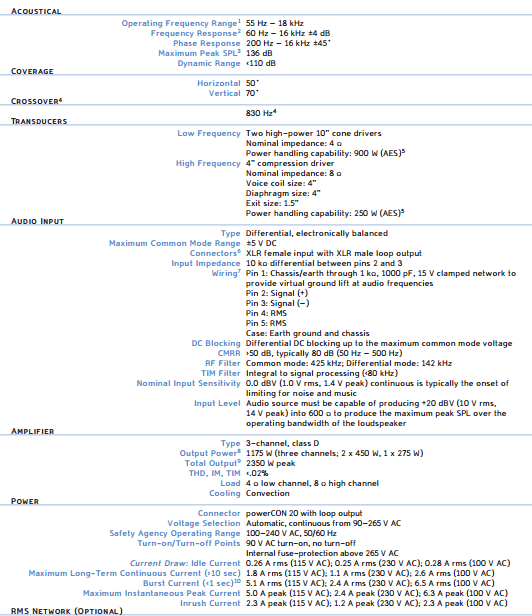 ACOUSTICAL
Operating Frequency Range¹ 55 Hz – 18 kHz
Frequency Response² 60 Hz – 16 kHz ±4 dB
Phase Response 200 Hz – 16 kHz ±45˚
Maximum Peak SPL³ 136 dB
Dynamic Range <110 dB
COVERAGE
Horizontal 50˚
Vertical 70˚
CROSSOVER⁴
830 Hz⁴
TRANSDUCERS
Low Frequency Two high-power 10” cone drivers
Nominal impedance: 4 Ω
Power handling capability: 900 W (AES)⁵
High Frequency 4” compression driver
Nominal impedance: 8 Ω
Voice coil size: 4”
Diaphragm size: 4”
Exit size: 1.5”
Power handling capability: 250 W (AES)⁵
AUDIO INPUT
Type Differential, electronically balanced
Maximum Common Mode Range ±5 V DC
Connectors⁶ XLR female input with XLR male loop output
Input Impedance 10 kΩ differential between pins 2 and 3
Wiring⁷ Pin 1: Chassis/earth through 1 kΩ, 1000 pF, 15 V clamped network to
provide virtual ground lift at audio frequencies
Pin 2: Signal (+)
Pin 3: Signal (–)
Pin 4: RMS
Pin 5: RMS
Case: Earth ground and chassis
DC Blocking Differential DC blocking up to the maximum common mode voltage
CMRR >50 dB, typically 80 dB (50 Hz – 500 Hz)
RF Filter Common mode: 425 kHz; Differential mode: 142 kHz
TIM Filter Integral to signal processing (<80 kHz)
Nominal Input Sensitivity 0.0 dBV (1.0 V rms, 1.4 V peak) continuous is typically the onset of
limiting for noise and music
Input Level Audio source must be capable of producing +20 dBV (10 V rms,
14 V peak) into 600 Ω to produce the maximum peak SPL over the
operating bandwidth of the loudspeaker
AMPLIFIER
Type 3-channel, class D
Output Power⁸ 1175 W (three channels; 2 x 450 W, 1 x 275 W)
Total Output⁹ 2350 W peak
THD, IM, TIM <.02%
Load 4 Ω low channel, 8 Ω high channel
Cooling Convection
POWER
Connector powerCON 20 with loop output
Voltage Selection Automatic, continuous from 90–265 V AC
Safety Agency Operating Range 100–240 V AC, 50/60 Hz
Turn-on/Turn-off Points 90 V AC turn-on, no turn-off
Internal fuse-protection above 265 V AC
Current Draw: Idle Current 0.26 A rms (115 V AC); 0.25 A rms (230 V AC); 0.28 A rms (100 V AC)
Maximum Long-Term Continuous Current (>10 sec) 1.8 A rms (115 V AC); 1.1 A rms (230 V AC); 2.6 A rms (100 V AC)
Burst Current (<1 sec)¹⁰ 5.1 A rms (115 V AC); 2.4 A rms (230 V AC); 6.5 A rms (100 V AC)
Maximum Instantaneous Peak Current 5.0 A peak (115 V AC); 2.4 A peak (230 V AC); 6.3 A peak (100 V AC)
Inrush Current 2.3 A peak (115 V AC); 1.2 A peak (230 V AC); 2.3 A peak (100 V AC)
RMS NETWORK (OPTIONAL)